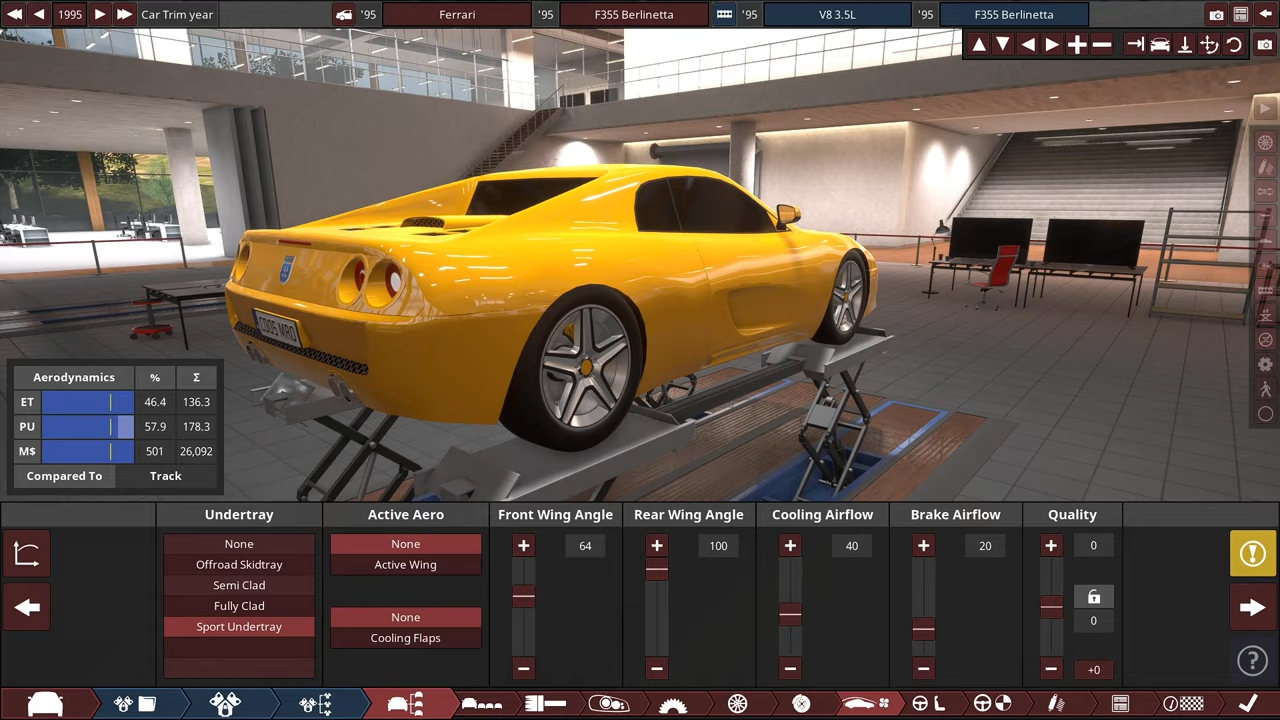 1995 Car Trim year '95 Ferrari '95 F355 Berlinetta '95 V8 3.5L '95 F355 Berlinetta
Aerodynamics % Σ
ET 46.4 136.3
PU 57.9 178.3
M$ 501 26,092
Compared To Track
Undertray
None
Offroad Skidtray
Semi Clad
Fully Clad
Sport Undertray
Active Aero
None
Active Wing
None
Cooling Flaps
Front Wing Angle
64
Rear Wing Angle
100
Cooling Airflow
40
Brake Airflow
20
Quality
0
0
+0